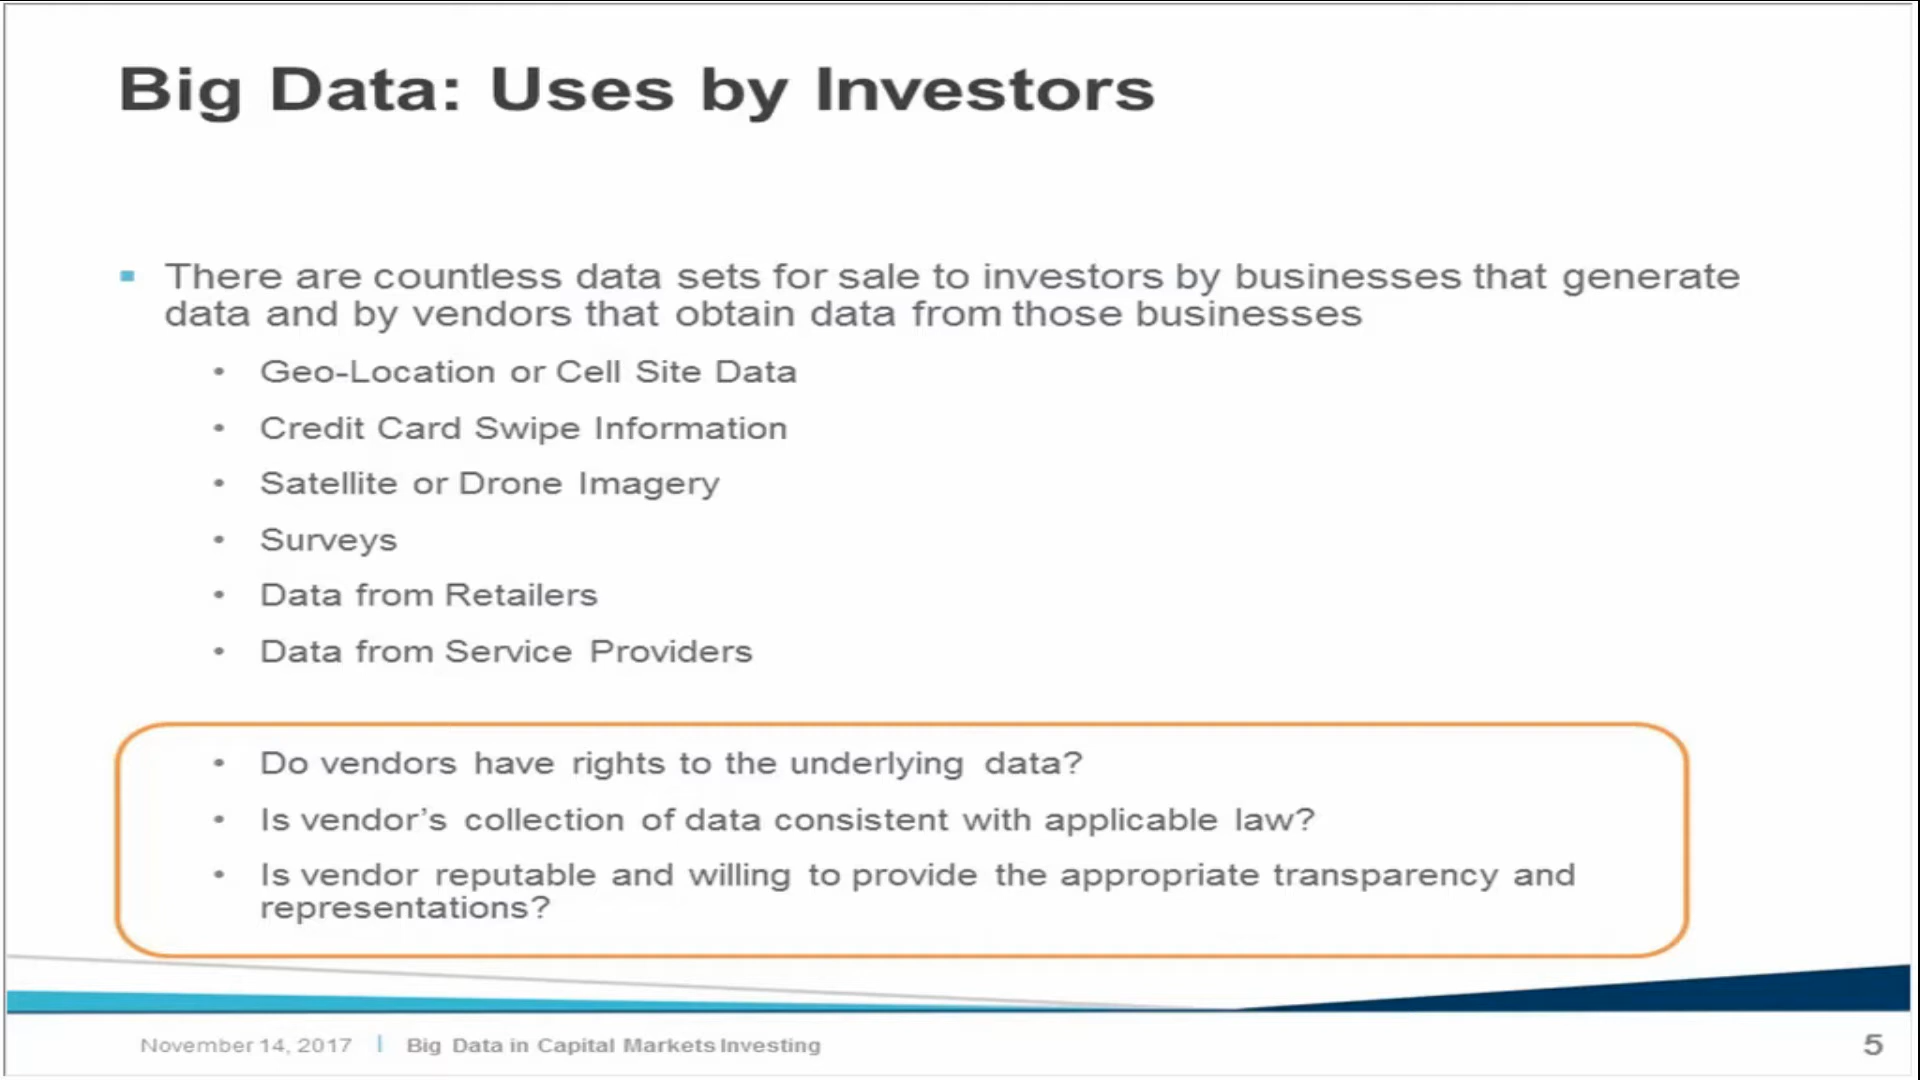 Big Data: Uses by Investors
▪ There are countless data sets for sale to investors by businesses that generate
data and by vendors that obtain data from those businesses
• Geo-Location or Cell Site Data
• Credit Card Swipe Information
• Satellite or Drone Imagery
• Surveys
• Data from Retailers
• Data from Service Providers
• Do vendors have rights to the underlying data?
• Is vendor’s collection of data consistent with applicable law?
• Is vendor reputable and willing to provide the appropriate transparency and
representations?
November 14, 2017 | Big Data in Capital Markets Investing 5